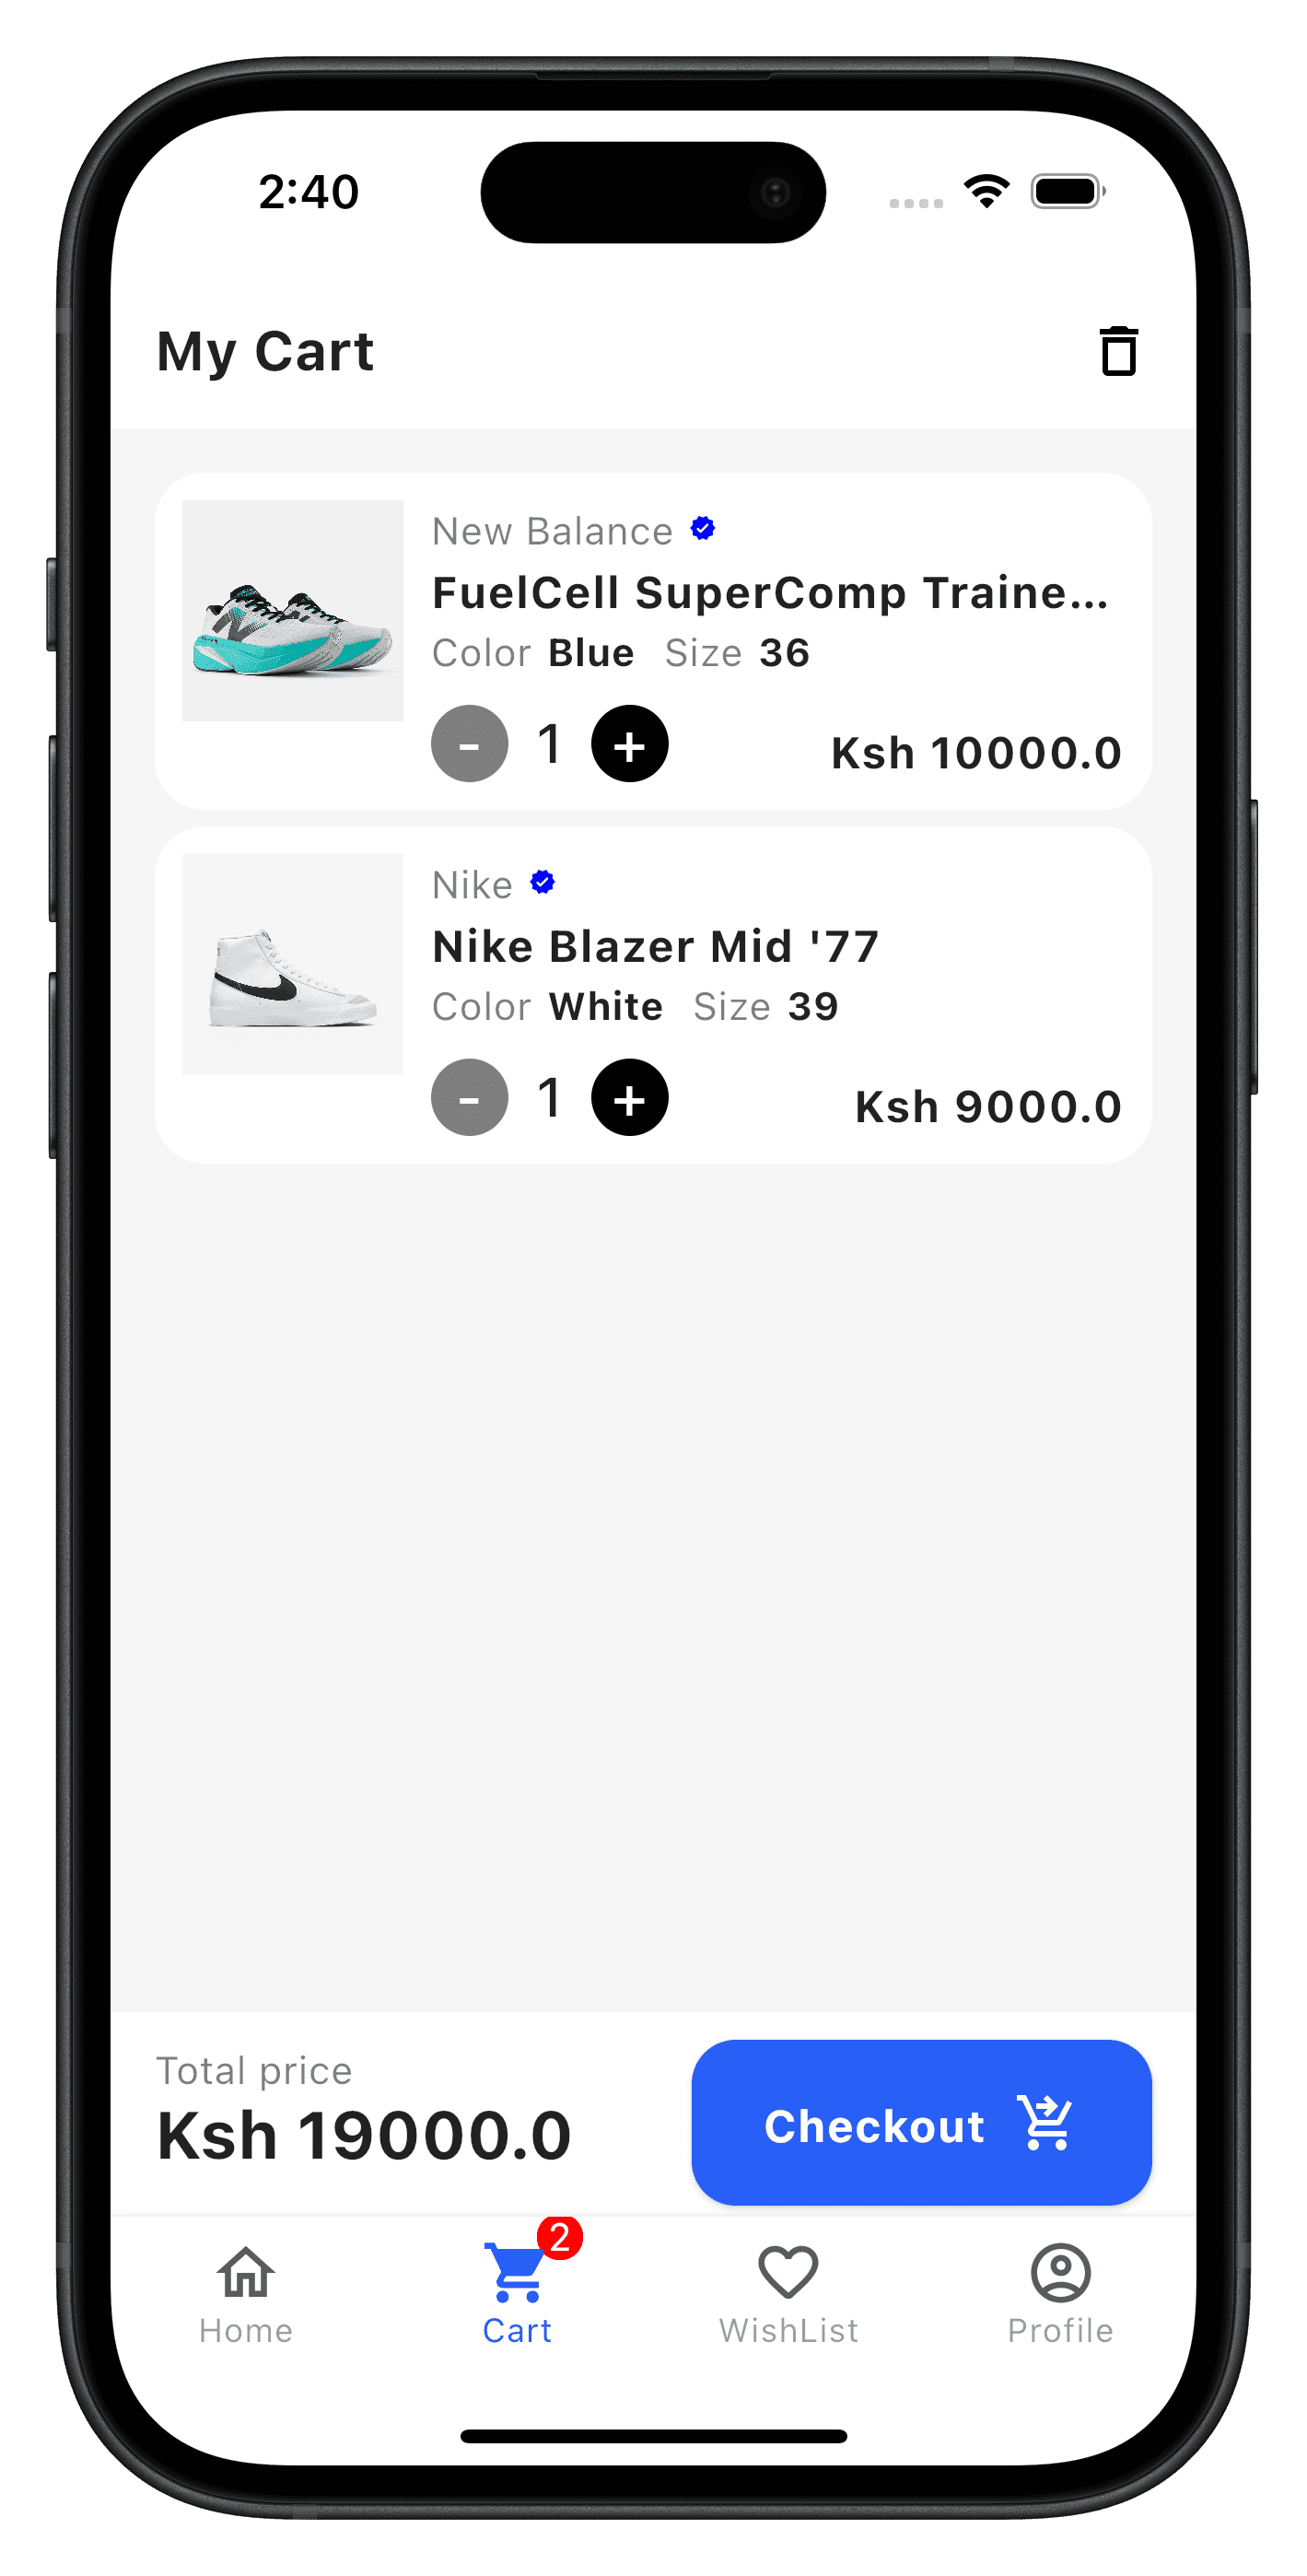 2:40
My Cart
New Balance
FuelCell SuperComp Traine...
Color Blue Size 36
- 1 +
Ksh 10000.0
Nike
Nike Blazer Mid '77
Color White Size 39
- 1 +
Ksh 9000.0
Total price
Ksh 19000.0
Checkout
2
Home
Cart
WishList
Profile